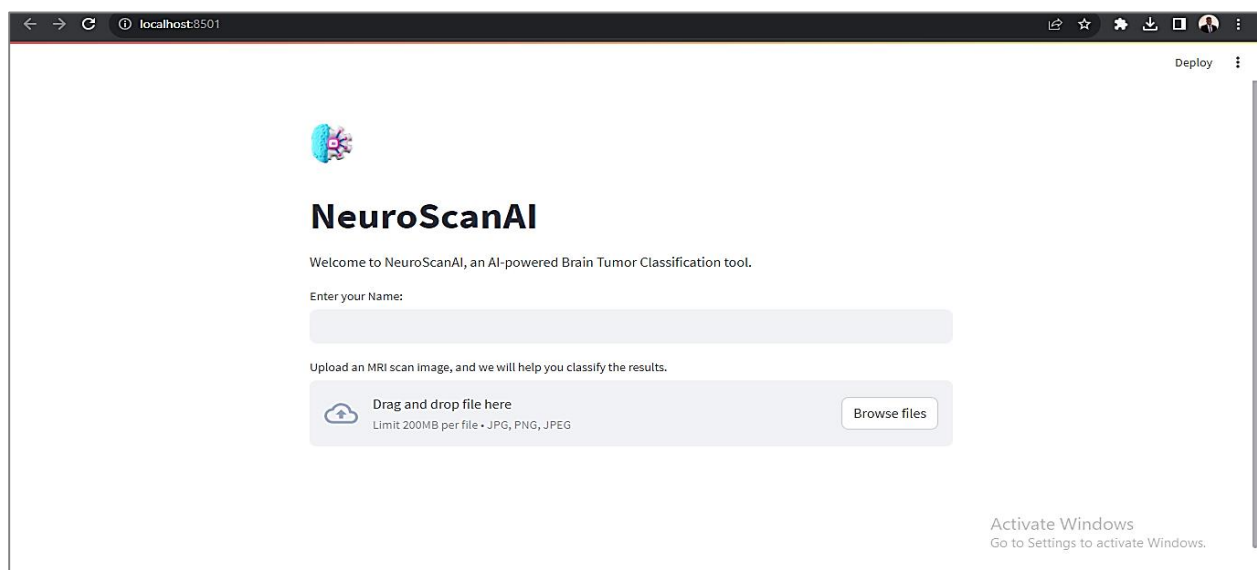 localhost:8501
Deploy
NeuroScanAI
Welcome to NeuroScanAI, an AI-powered Brain Tumor Classification tool.
Enter your Name:
Upload an MRI scan image, and we will help you classify the results.
Drag and drop file here
Limit 200MB per file • JPG, PNG, JPEG
Browse files
Activate Windows
Go to Settings to activate Windows.